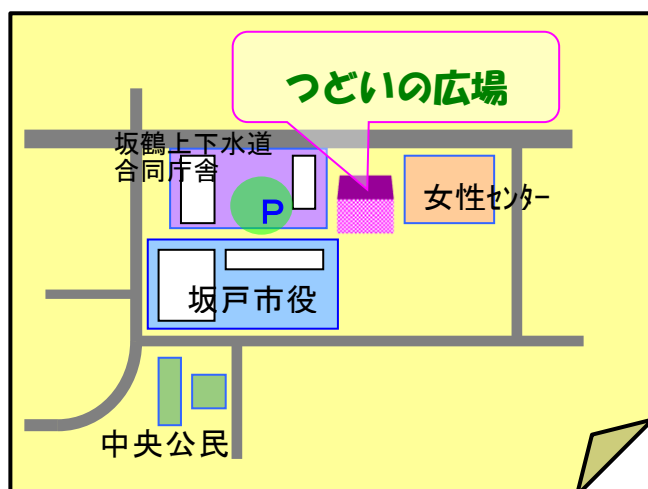 つどいの広場
坂鶴上下水道
合同庁舎
P
女性ｾﾝﾀｰ
坂戸市役
中央公民